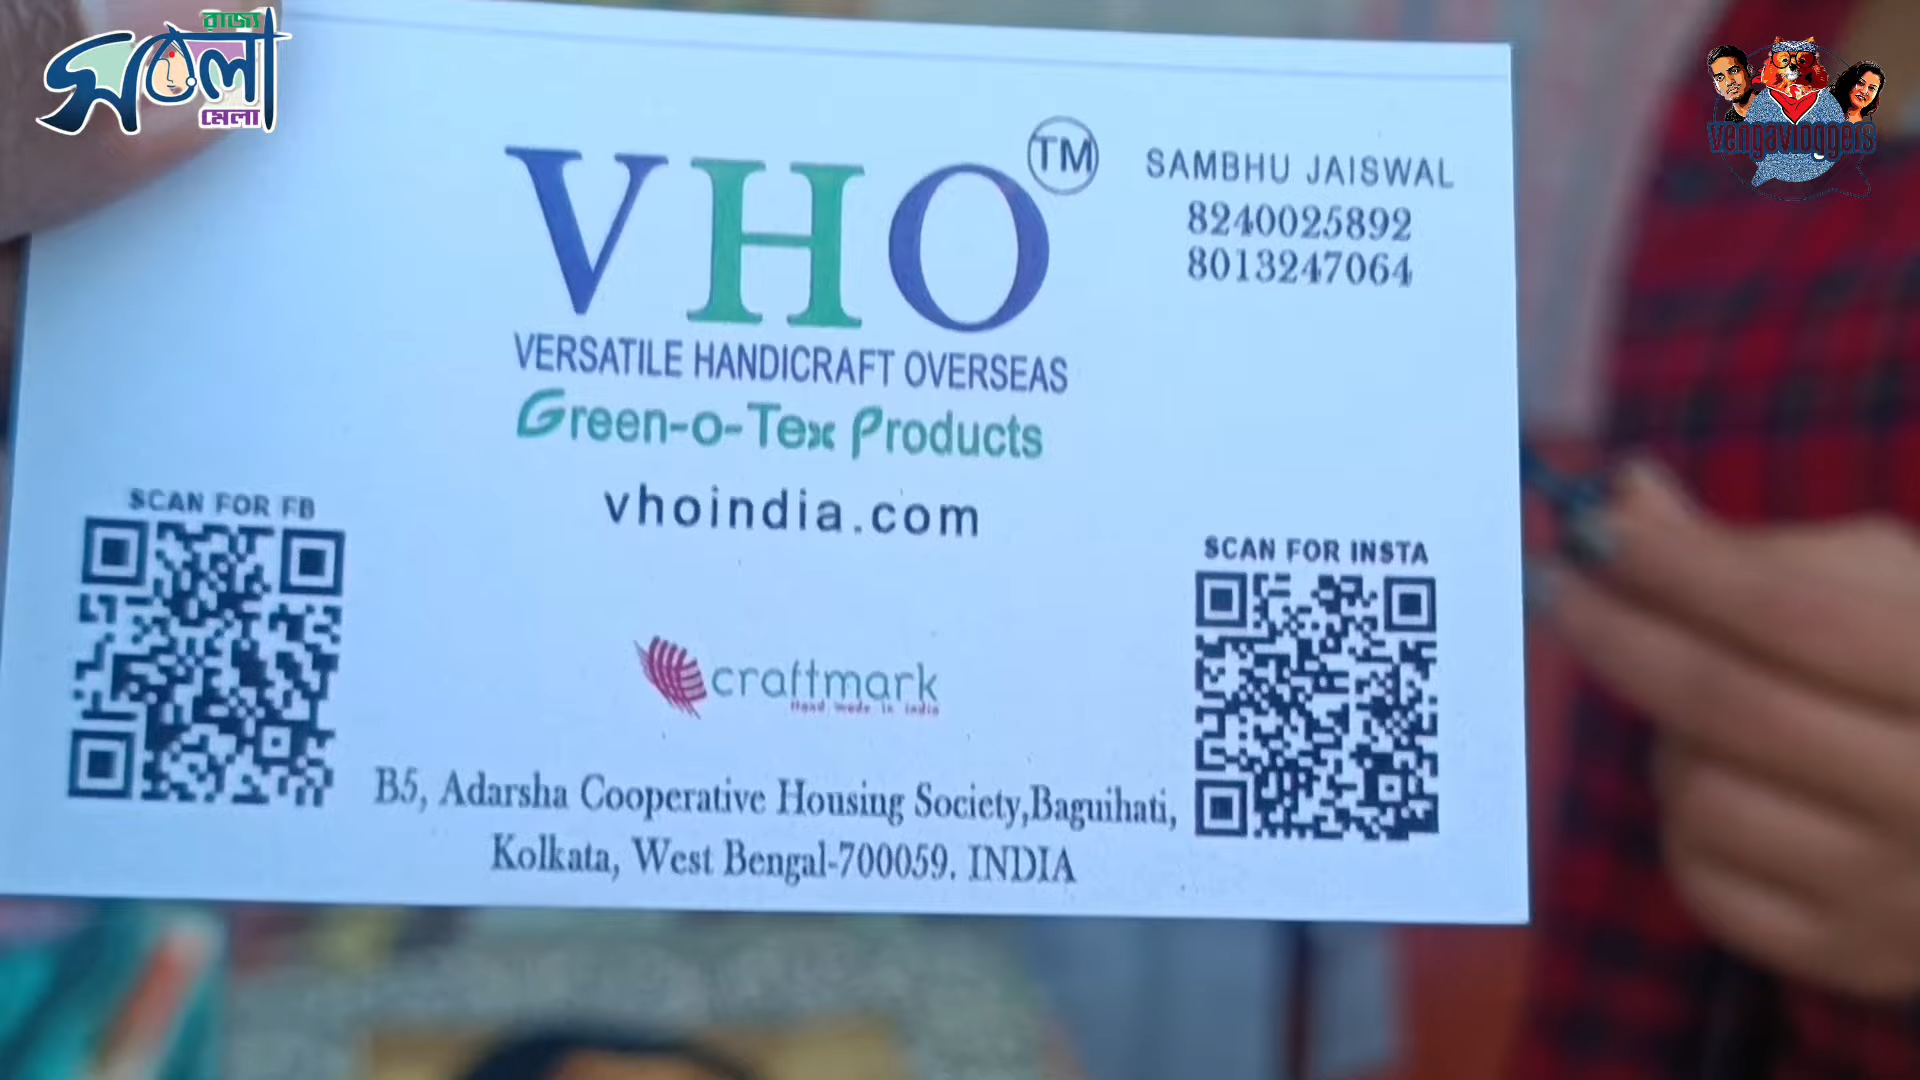 রাজ্য
সবলা
মেলা
vengavloggers
VHO TM
SAMBHU JAISWAL
8240025892
8013247064
VERSATILE HANDICRAFT OVERSEAS
Green-o-Tex Products
vhoindia.com
SCAN FOR FB
SCAN FOR INSTA
craftmark
Hand made in india
B5, Adarsha Cooperative Housing Society,Baguihati,
Kolkata, West Bengal-700059. INDIA